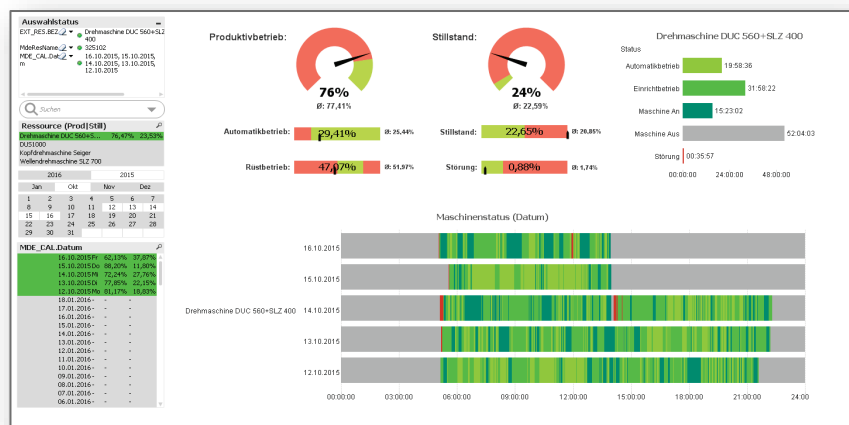 Auswahlstatus
EXT_RES.BEZ
Drehmaschine DUC 560+SLZ 400
MdeResName.
325102
MDE_CAL.Dat
m
16.10.2015, 15.10.2015,
14.10.2015, 13.10.2015,
12.10.2015
Suchen
Ressource (Prod|Still)
Drehmaschine DUC 560+S... 76,47% 23,53%
DUS1000
Kopfdrehmaschine Seiger
Wellendrehmaschine SLZ 700
2016 2015
Jan Okt Nov Dez
1 2 3 4 5 6 7
8 9 10 11 12 13 14
15 16 17 18 19 20 21
22 23 24 25 26 27 28
29 30 31
MDE_CAL.Datum
16.10.2015 Fr 62,13% 37,87%
15.10.2015 Do 88,20% 11,80%
14.10.2015 Mi 72,24% 27,76%
13.10.2015 Di 77,85% 22,15%
12.10.2015 Mo 81,17% 18,83%
18.01.2016 - - -
17.01.2016 - - -
16.01.2016 - - -
15.01.2016 - - -
14.01.2016 - - -
13.01.2016 - - -
12.01.2016 - - -
11.01.2016 - - -
10.01.2016 - - -
09.01.2016 - - -
08.01.2016 - - -
07.01.2016 - - -
06.01.2016 - - -
Produktivbetrieb:
76%
Ø: 77,41%
Stillstand:
24%
Ø: 22,59%
Automatikbetrieb: 29,41% Ø: 25,44%
Rüstbetrieb: 47,07% Ø: 51,97%
Stillstand: 22,65% Ø: 20,85%
Störung: 0,88% Ø: 1,74%
Drehmaschine DUC 560+SLZ 400
Status
Automatikbetrieb 19:58:36
Einrichtbetrieb 31:58:22
Maschine An 15:23:02
Maschine Aus 52:04:03
Störung 00:35:57
00:00:00 24:00:00 48:00:00
Maschinenstatus (Datum)
16.10.2015
15.10.2015
Drehmaschine DUC 560+SLZ 400 14.10.2015
13.10.2015
12.10.2015
00:00:00 03:00:00 06:00:00 09:00:00 12:00:00 15:00:00 18:00:00 21:00:00 24:00